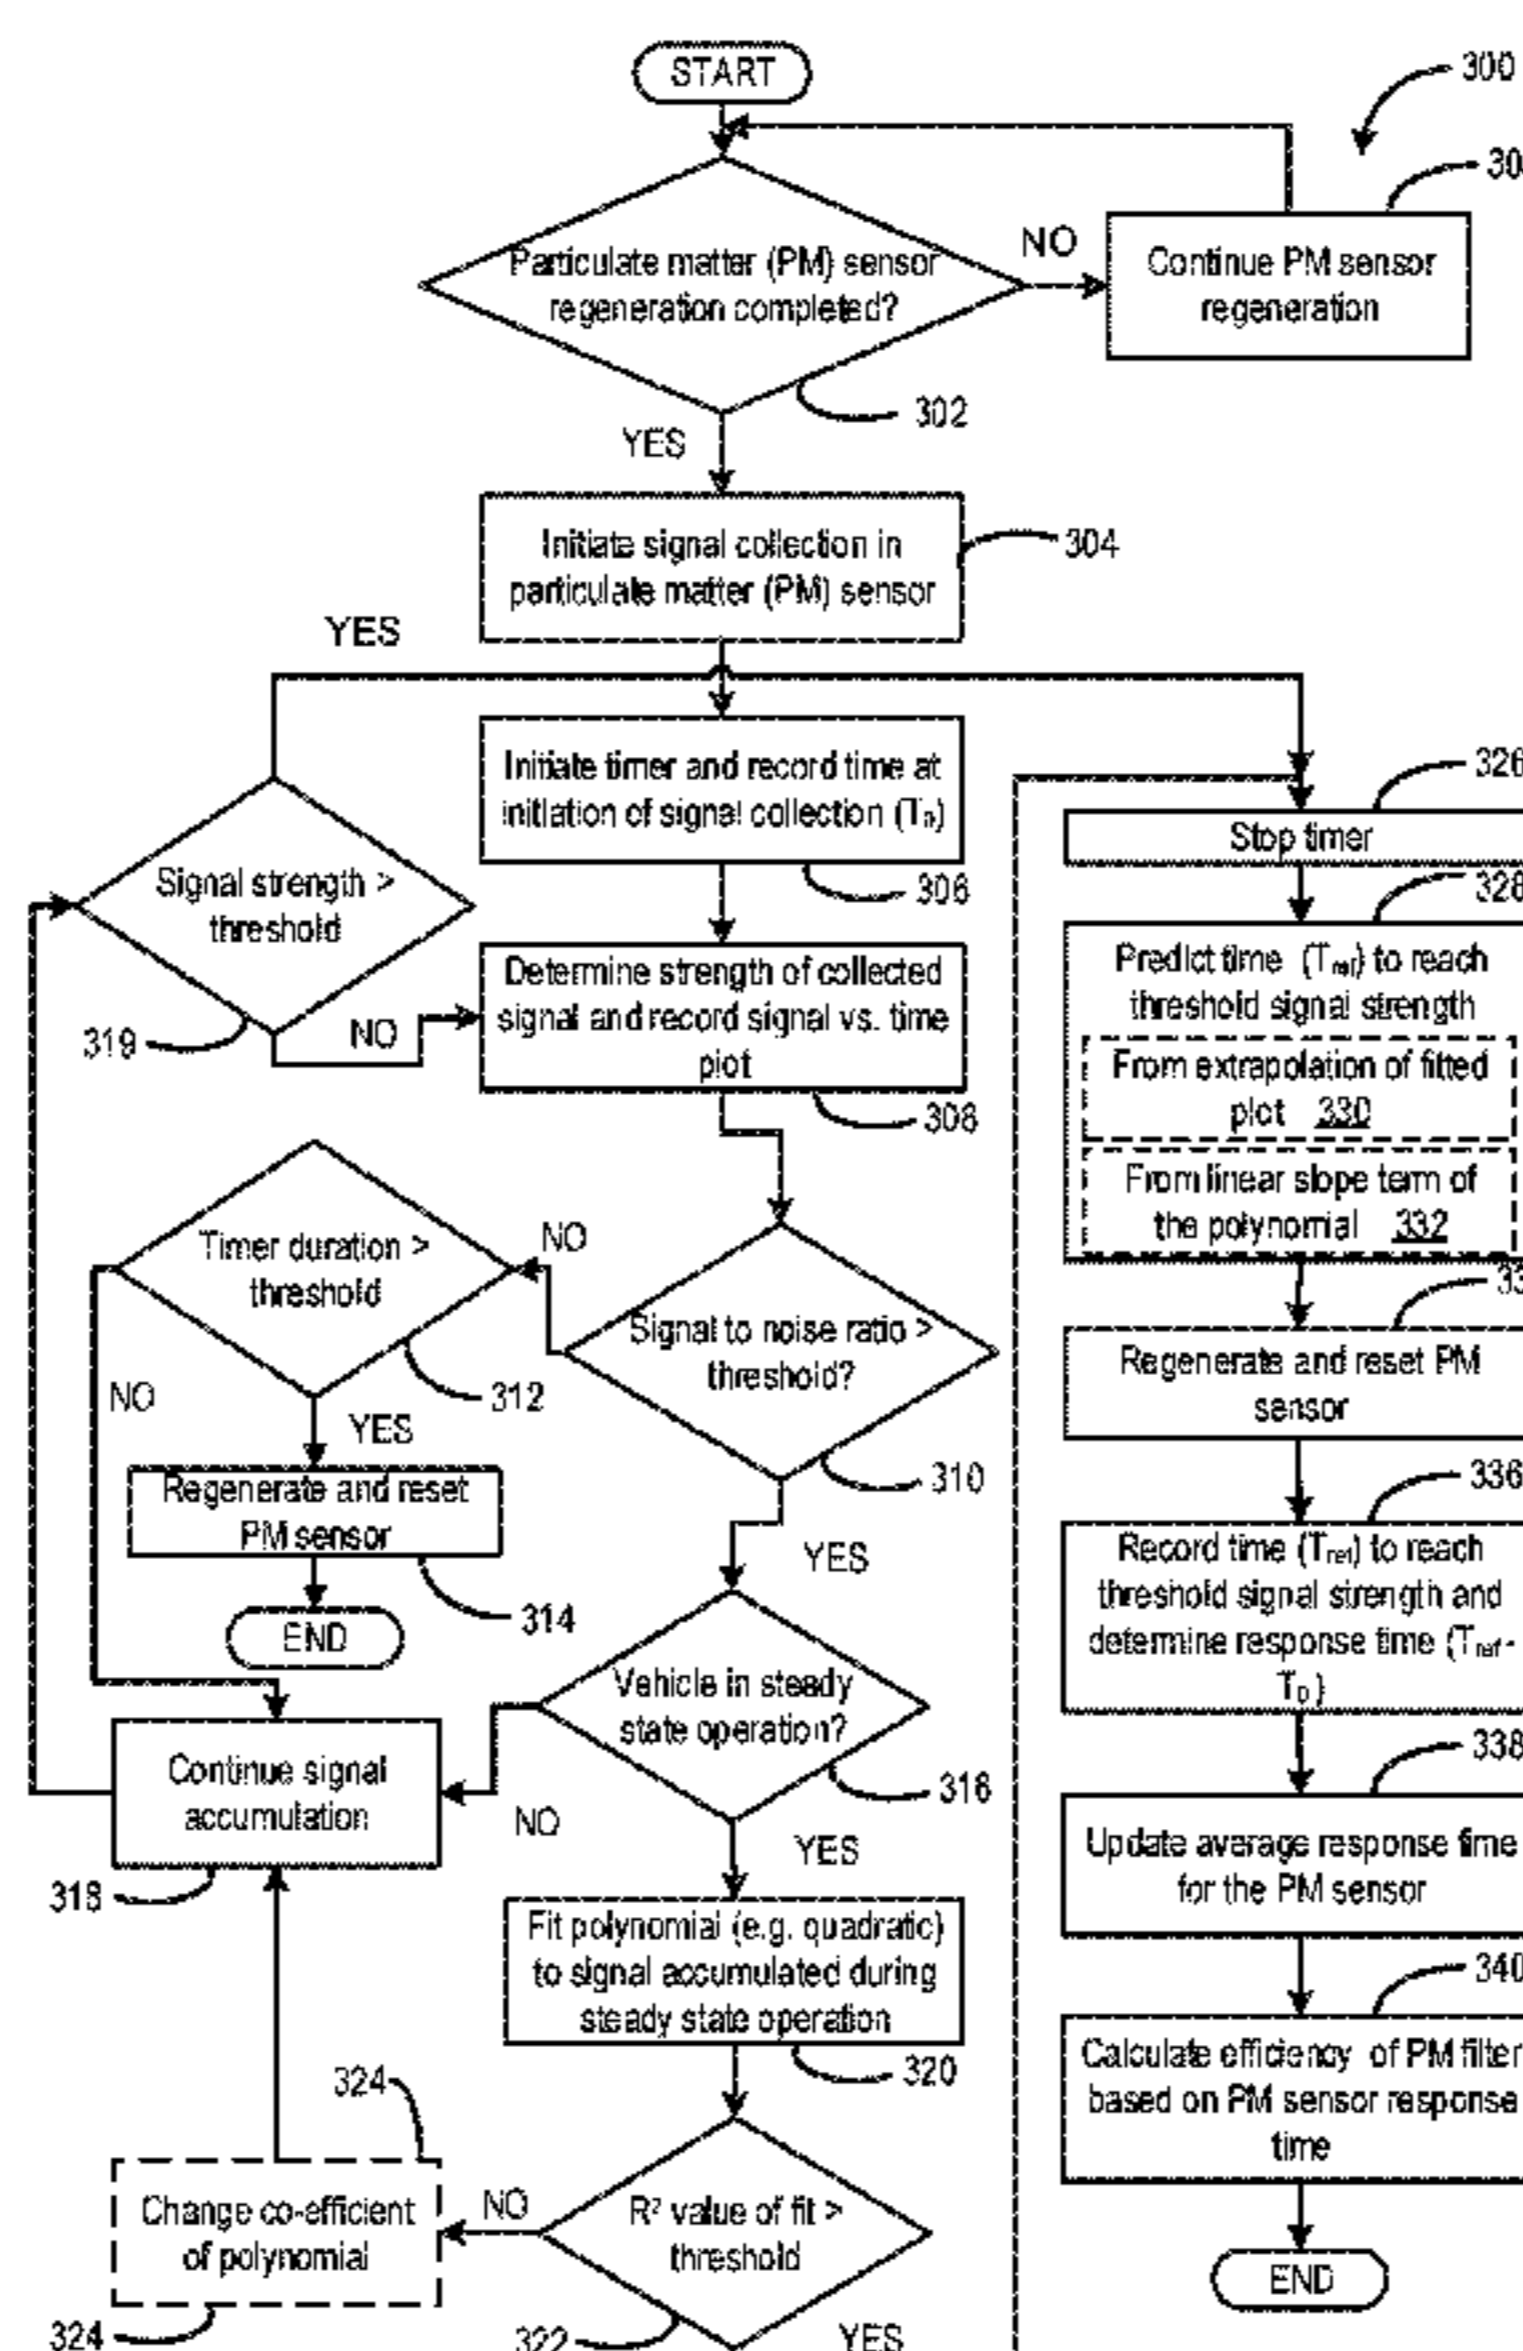 START
300
30
Particulate matter (PM) sensor
regeneration completed?
NO
Continue PM sensor
regeneration
302
YES
Initiate signal collection in
particulate matter (PM) sensor
304
YES
Initiate timer and record time at
initiation of signal collection (T₀)
306
Signal strength >
threshold
319
NO
Determine strength of collected
signal and record signal vs. time
plot
308
Timer duration >
threshold
312
NO
NO
YES
Signal to noise ratio >
threshold?
310
Regenerate and reset
PM sensor
314
END
YES
Vehicle in steady
state operation?
316
NO
YES
Continue signal
accumulation
318
Fit polynomial (e.g. quadratic)
to signal accumulated during
steady state operation
320
324
Change co-efficient
of polynomial
324
NO
R² value of fit >
threshold
322
YES
326
Stop timer
328
Predict time (Tref) to reach
threshold signal strength
From extrapolation of fitted
plot 330
From linear slope term of
the polynomial 332
33
Regenerate and reset PM
sensor
336
Record time (Tref) to reach
threshold signal strength and
determine response time (Tref -
T₀)
338
Update average response time
for the PM sensor
340
Calculate efficiency of PM filter
based on PM sensor response
time
END